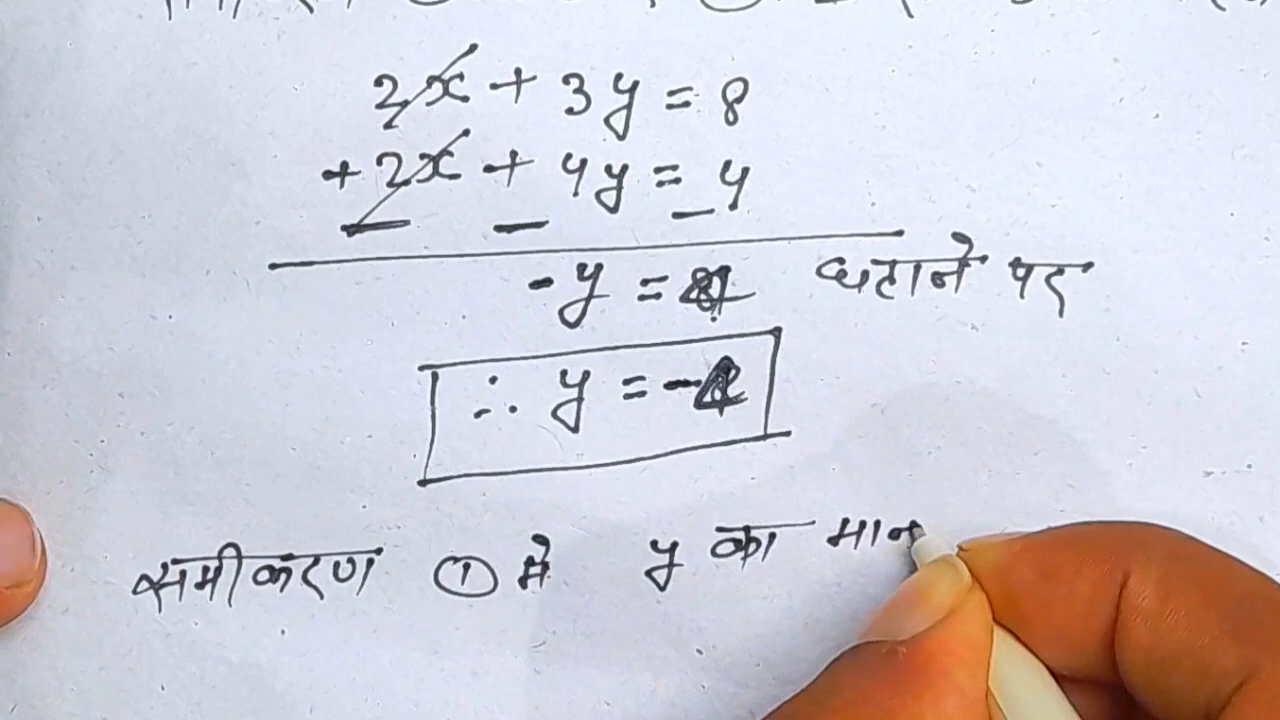 2x + 3y = 8
+ 2x + 4y = 4
— — —
-y = 4 घटाने पर
∴ y = -4
समीकरण ① मे y का मान